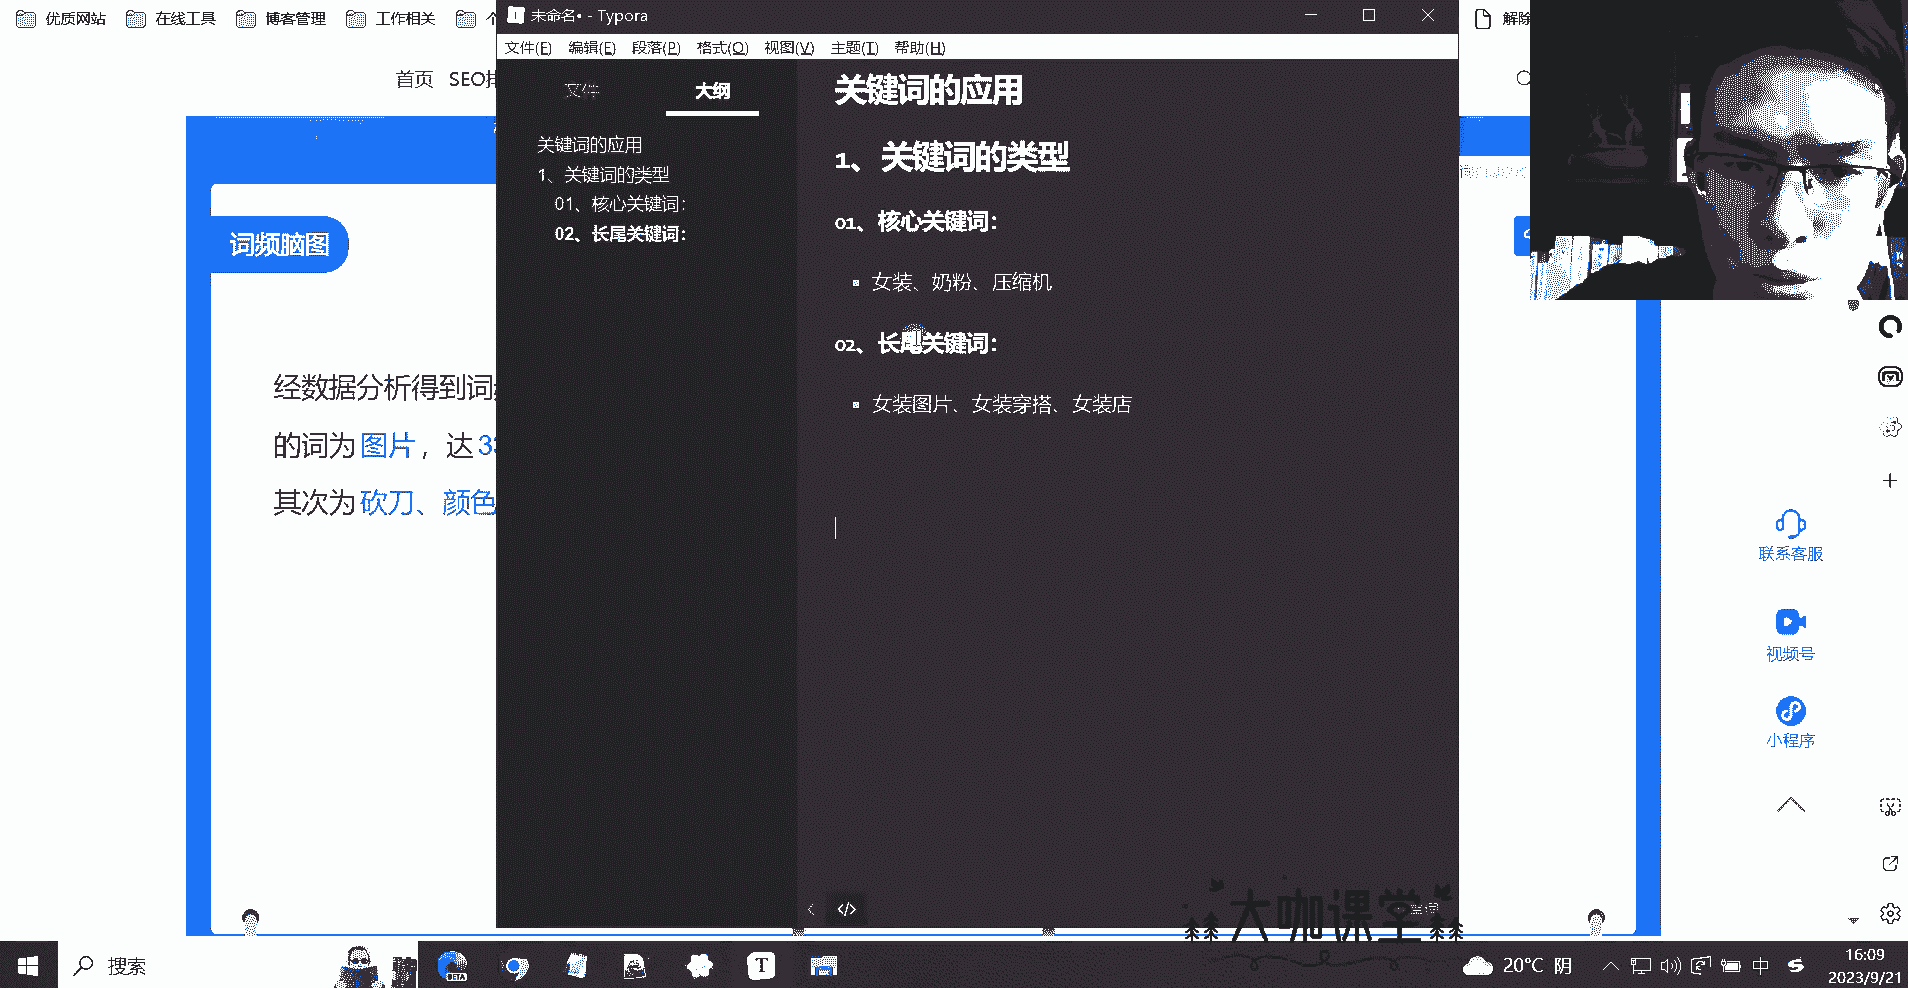 优质网站 在线工具 博客管理 工作相关
未命名• - Typora
解除
文件(F) 编辑(E) 段落(P) 格式(O) 视图(V) 主题(T) 帮助(H)
首页 SEO
文件 大纲
关键词的应用
1、关键词的类型
01、核心关键词：
02、长尾关键词：
关键词的应用
1、关键词的类型
01、核心关键词：
女装、奶粉、压缩机
02、长尾关键词：
女装图片、女装穿搭、女装店
词频脑图
经数据分析得到词
的词为 图片，达 33
其次为 砍刀、颜色
联系客服
视频号
小程序
大咖课堂
搜索
BETA
T
20°C 阴
中
16:09
2023/9/21